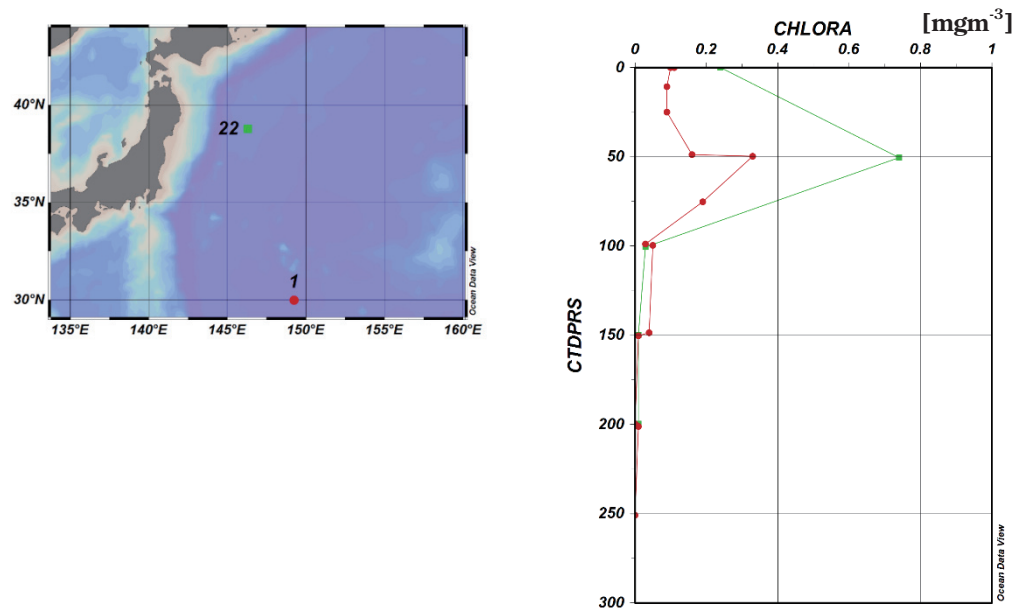 40°N
35°N
30°N
22
1
135°E 140°E 145°E 150°E 155°E 160°E
Ocean Data View
CHLORA [mgm⁻³]
0 0.2 0.4 0.6 0.8 1
0
50
100
150
200
250
300
CTDPRS
Ocean Data View